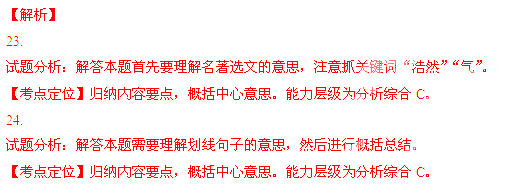 【解析】
23.
试题分析：解答本题首先要理解名著选文的意思，注意抓关键词“浩然”“气”。
【考点定位】归纳内容要点，概括中心意思。能力层级为分析综合 C。
24.
试题分析：解答本题需要理解划线句子的意思，然后进行概括总结。
【考点定位】归纳内容要点，概括中心意思。能力层级为分析综合 C。